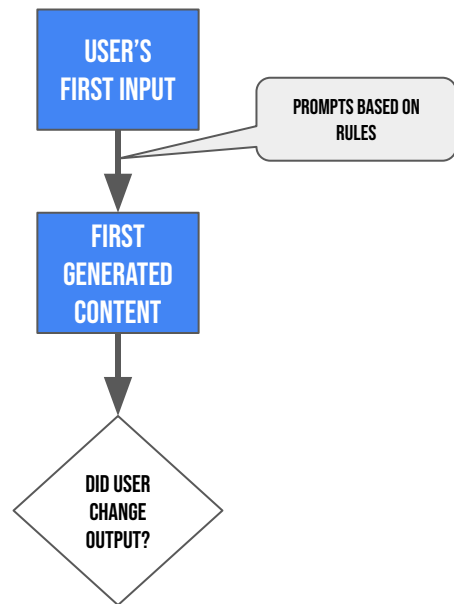 USER'S
FIRST INPUT
PROMPTS BASED ON
RULES
FIRST
GENERATED
CONTENT
DID USER
CHANGE
OUTPUT?